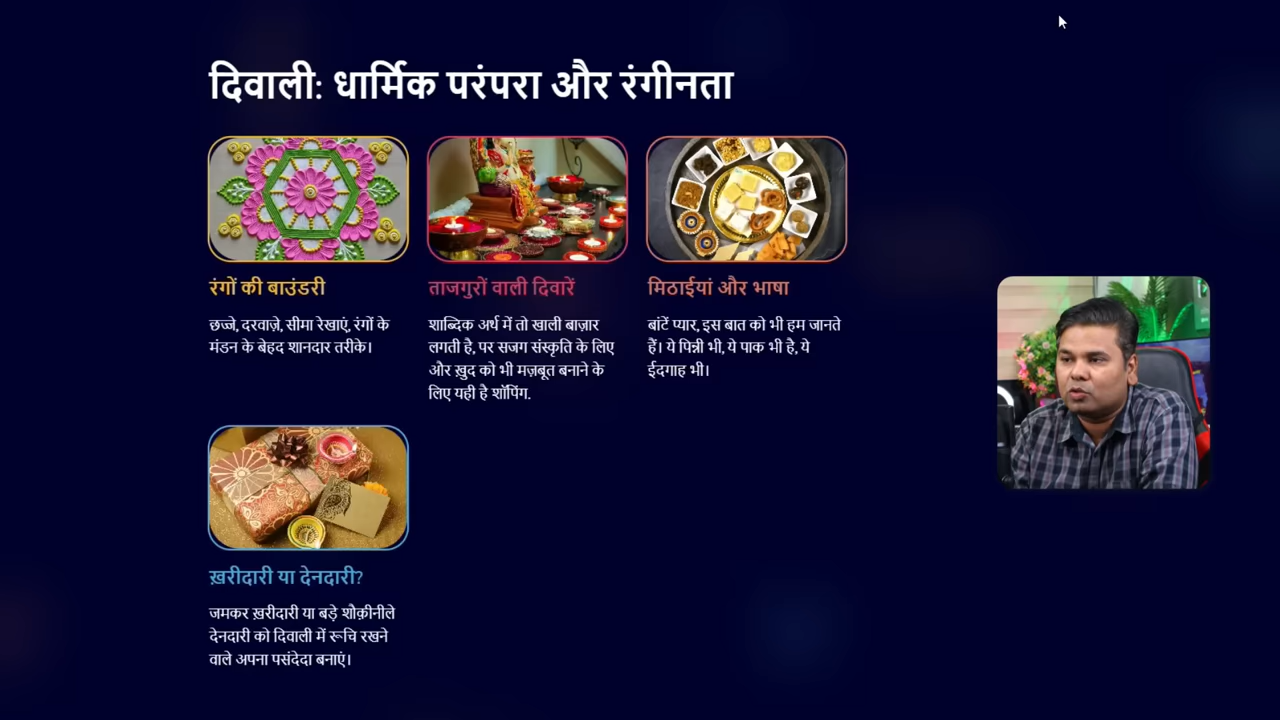 दिवाली: धार्मिक परंपरा और रंगीनता
रंगों की बाउंडरी
छज्जे, दरवाज़े, सीमा रेखाएं, रंगों के
मंडन के बेहद शानदार तरीके।
ताजगुरों वाली दिवारें
शाब्दिक अर्थ में तो खाली बाज़ार
लगती है, पर सजग संस्कृति के लिए
और ख़ुद को भी मज़बूत बनाने के
लिए यही है शॉपिंग.
मिठाईयां और भाषा
बांटें प्यार, इस बात को भी हम जानते
हैं। ये पिन्नी भी, ये पाक भी है, ये
ईदगाह भी।
ख़रीदारी या देनदारी?
जमकर ख़रीदारी या बड़े शौक़ीनीले
देनदारी को दिवाली में रूचि रखने
वाले अपना पसंदेदा बनाएं।